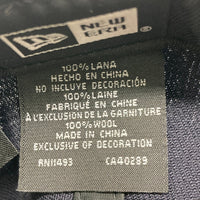 NEW ERA
100% LANA
HECHO EN CHINA
NO INCLUYE DECORACIÓN
100% LAINE
FABRIQUÉ EN CHINE
À L'EXCLUSION DE LA GARNITURE
100% WOOL
MADE IN CHINA
EXCLUSIVE OF DECORATION
RN11493 CA40289